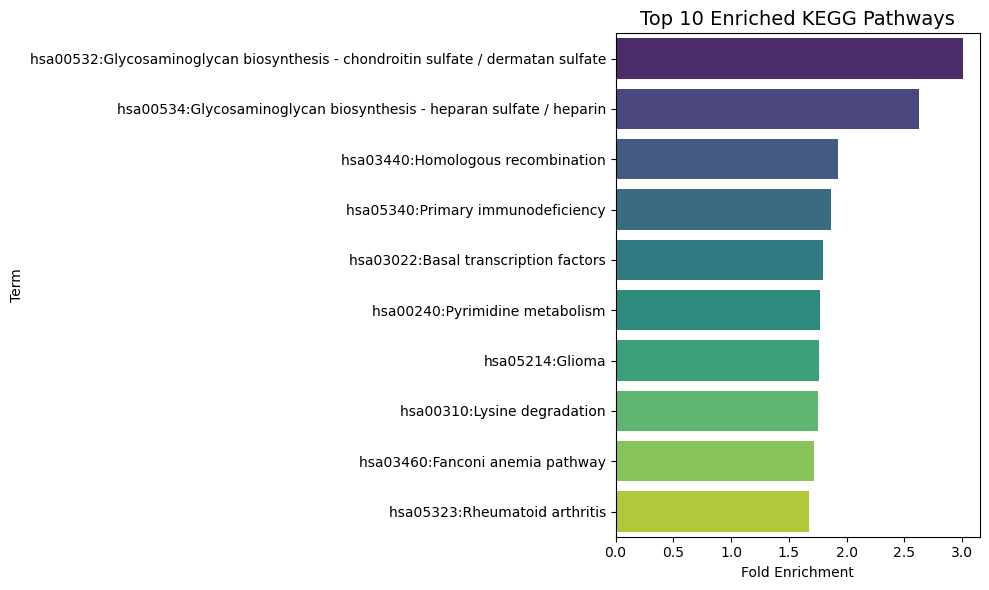 Top 10 Enriched KEGG Pathways
hsa00532:Glycosaminoglycan biosynthesis - chondroitin sulfate / dermatan sulfate
hsa00534:Glycosaminoglycan biosynthesis - heparan sulfate / heparin
hsa03440:Homologous recombination
hsa05340:Primary immunodeficiency
hsa03022:Basal transcription factors
Term
hsa00240:Pyrimidine metabolism
hsa05214:Glioma
hsa00310:Lysine degradation
hsa03460:Fanconi anemia pathway
hsa05323:Rheumatoid arthritis
0.0 0.5 1.0 1.5 2.0 2.5 3.0
Fold Enrichment